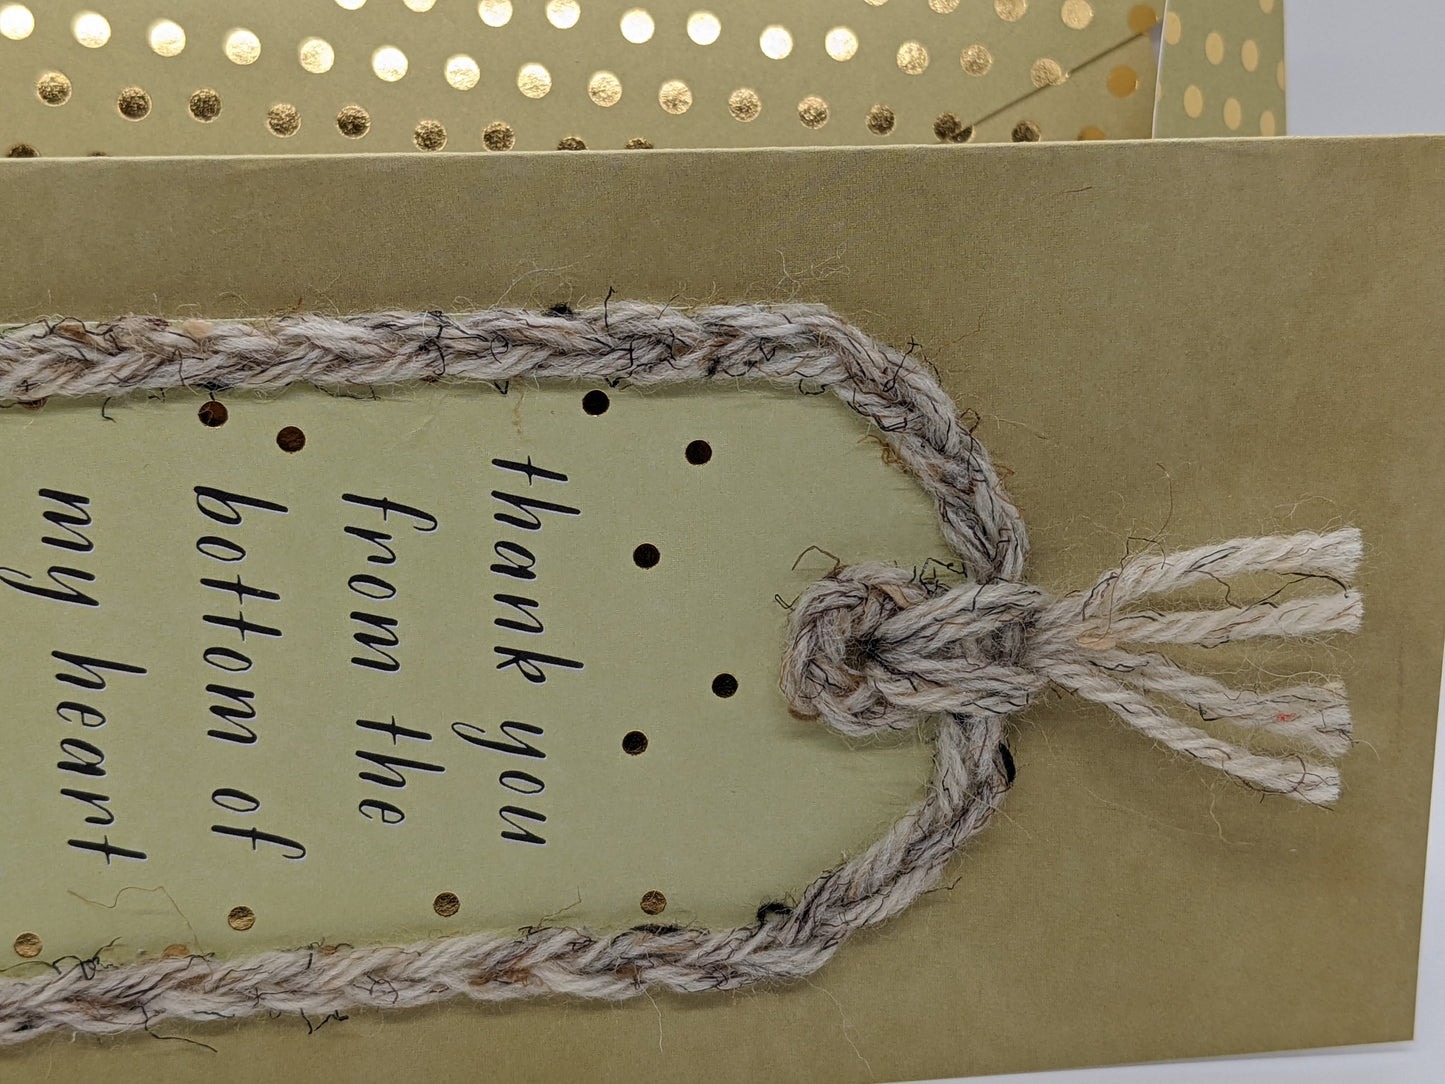 thank you
from the
bottom of
my heart